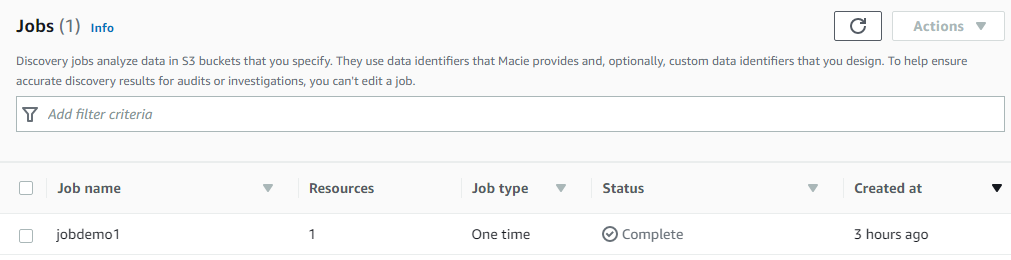 Jobs (1) Info
Actions
Discovery jobs analyze data in S3 buckets that you specify. They use data identifiers that Macie provides and, optionally, custom data identifiers that you design. To help ensure
accurate discovery results for audits or investigations, you can't edit a job.
Add filter criteria
Job name Resources Job type Status Created at
jobdemo1 1 One time Complete 3 hours ago